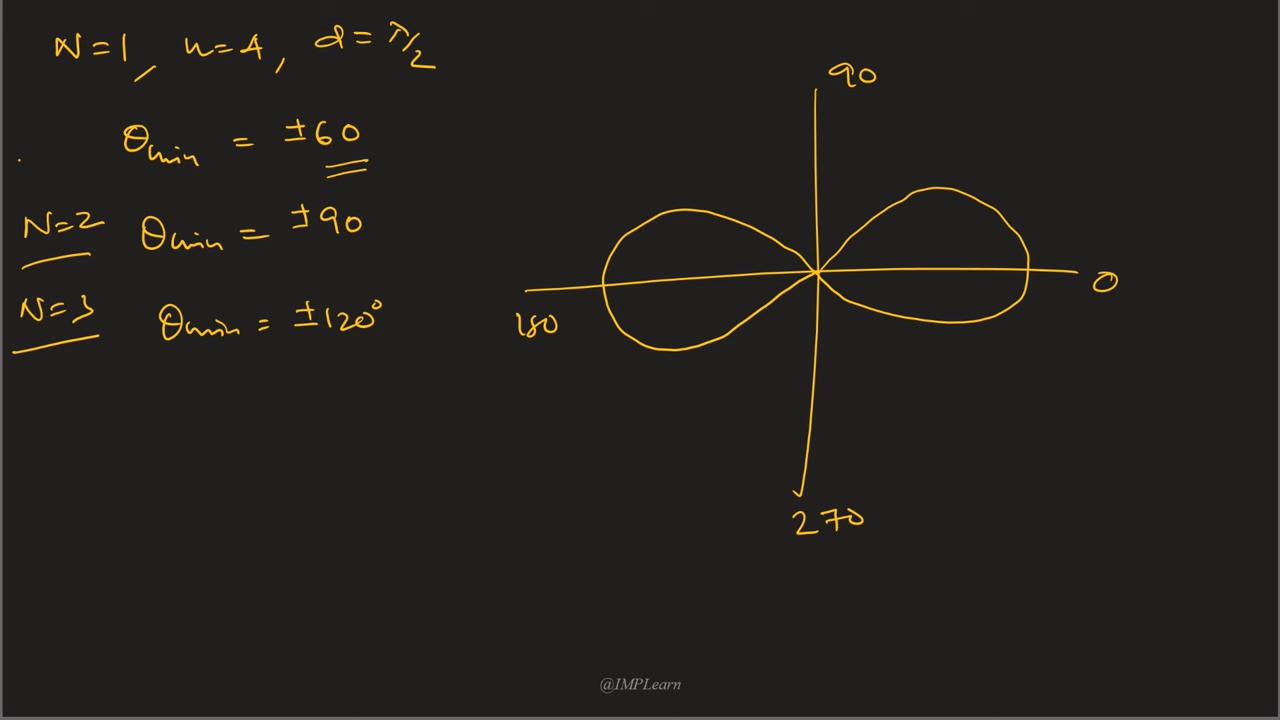 N=1, n=4, d=π/2
θmin = ±60
N=2 θmin = ±90
N=3 θmin = ±120°
90
0
180
270
@IMPLearn